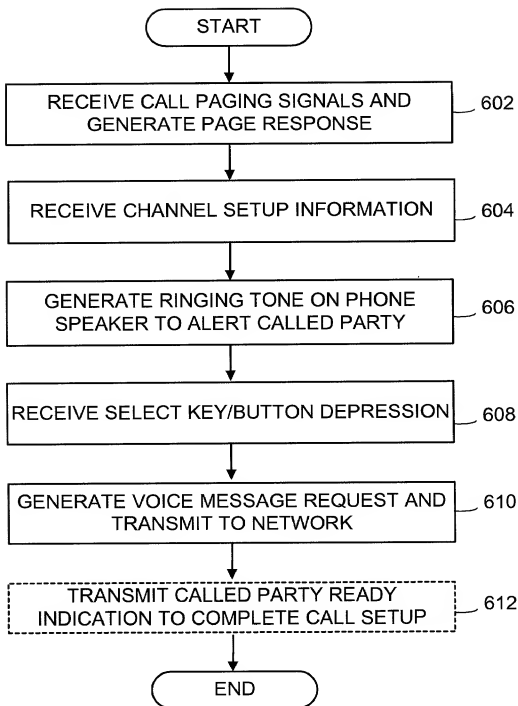 START
RECEIVE CALL PAGING SIGNALS AND
GENERATE PAGE RESPONSE
602
RECEIVE CHANNEL SETUP INFORMATION
604
GENERATE RINGING TONE ON PHONE
SPEAKER TO ALERT CALLED PARTY
606
RECEIVE SELECT KEY/BUTTON DEPRESSION
608
GENERATE VOICE MESSAGE REQUEST AND
TRANSMIT TO NETWORK
610
TRANSMIT CALLED PARTY READY
INDICATION TO COMPLETE CALL SETUP
612
END